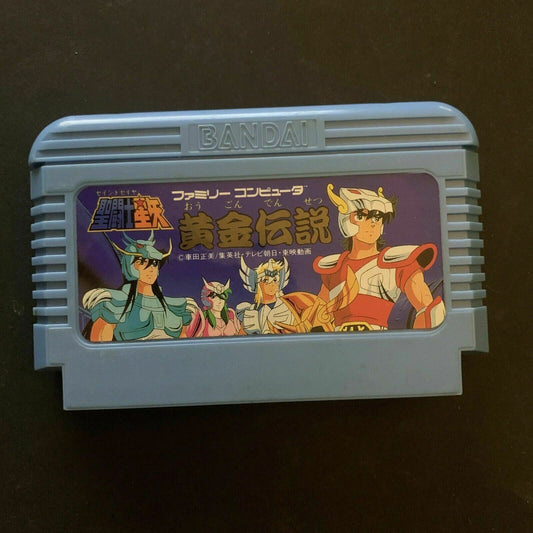 BANDAI
セイントセイヤ
聖闘士星矢
ファミリーコンピュータ
おうごんでんせつ
黄金伝説
©車田正美/集英社・テレビ朝日・東映動画